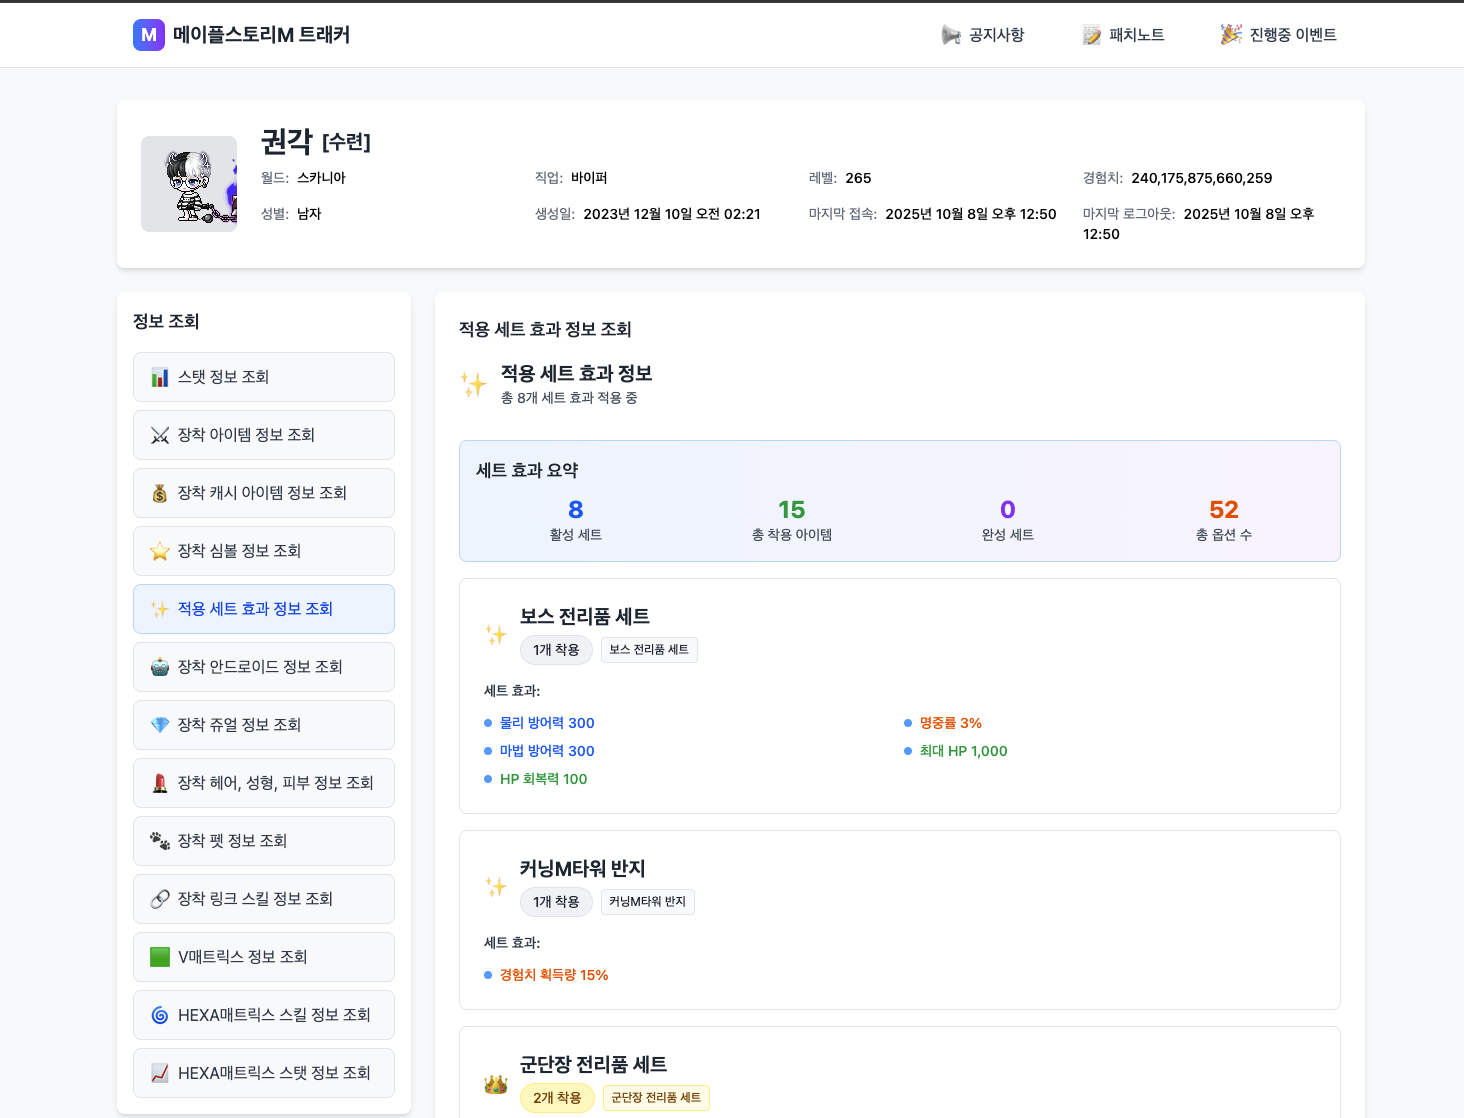 M 메이플스토리M 트래커
공지사항
패치노트
진행중 이벤트
권각 [수련]
월드: 스카니아
직업: 바이퍼
레벨: 265
경험치: 240,175,875,660,259
성별: 남자
생성일: 2023년 12월 10일 오전 02:21
마지막 접속: 2025년 10월 8일 오후 12:50
마지막 로그아웃: 2025년 10월 8일 오후
12:50
정보 조회
스탯 정보 조회
장착 아이템 정보 조회
장착 캐시 아이템 정보 조회
장착 심볼 정보 조회
적용 세트 효과 정보 조회
장착 안드로이드 정보 조회
장착 쥬얼 정보 조회
장착 헤어, 성형, 피부 정보 조회
장착 펫 정보 조회
장착 링크 스킬 정보 조회
V매트릭스 정보 조회
HEXA매트릭스 스킬 정보 조회
HEXA매트릭스 스탯 정보 조회
적용 세트 효과 정보 조회
적용 세트 효과 정보
총 8개 세트 효과 적용 중
세트 효과 요약
8
활성 세트
15
총 착용 아이템
0
완성 세트
52
총 옵션 수
보스 전리품 세트
1개 착용
보스 전리품 세트
세트 효과:
물리 방어력 300
명중률 3%
마법 방어력 300
최대 HP 1,000
HP 회복력 100
커닝M타워 반지
1개 착용
커닝M타워 반지
세트 효과:
경험치 획득량 15%
군단장 전리품 세트
2개 착용
군단장 전리품 세트